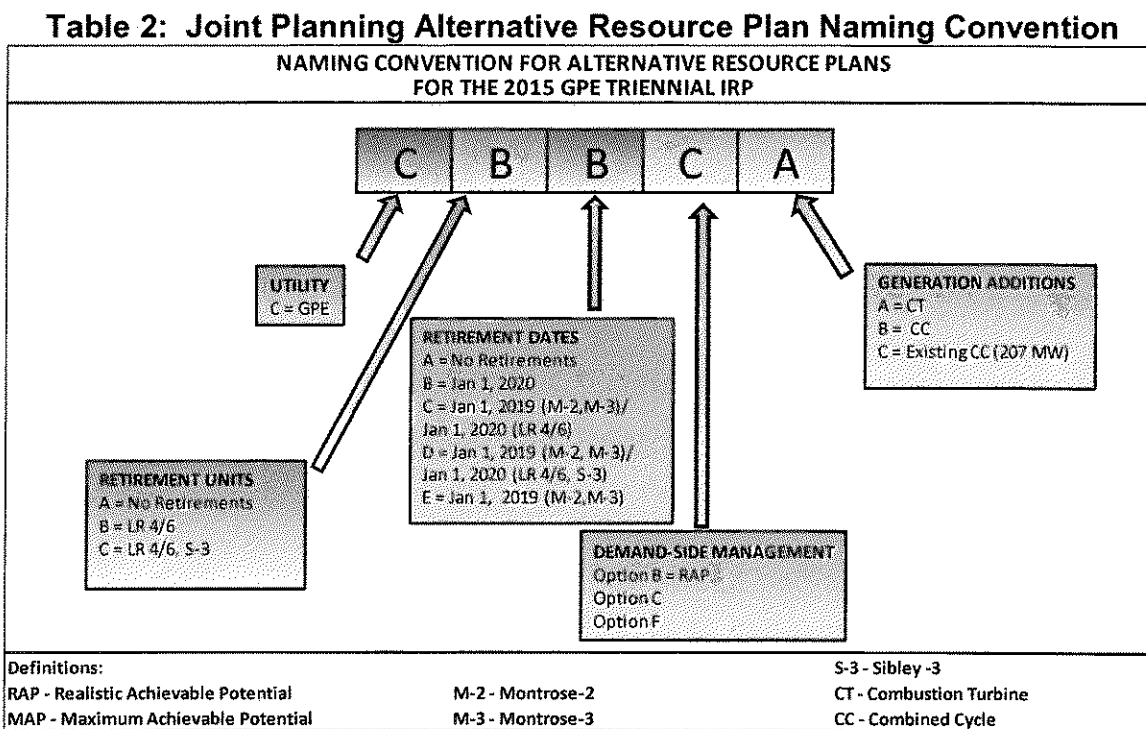 Table 2: Joint Planning Alternative Resource Plan Naming Convention
NAMING CONVENTION FOR ALTERNATIVE RESOURCE PLANS
FOR THE 2015 GPE TRIENNIAL IRP
C B B C A
UTILITY
C = GPE
GENERATION ADDITIONS
A = CT
B = CC
C = Existing CC (207 MW)
RETIREMENT DATES
A = No Retirements
B = Jan 1, 2020
C = Jan 1, 2019 (M-2,M-3)/
Jan 1, 2020 (LR 4/6)
D = Jan 1, 2019 (M-2, M-3)/
Jan 1, 2020 (LR 4/6, S-3)
E = Jan 1, 2019 (M-2,M-3)
RETIREMENT UNITS
A = No Retirements
B = LR 4/6
C = LR 4/6, S-3
DEMAND-SIDE MANAGEMENT
Option B = RAP
Option C
Option F
Definitions: S-3 - Sibley -3
RAP - Realistic Achievable Potential M-2 - Montrose-2 CT - Combustion Turbine
MAP - Maximum Achievable Potential M-3 - Montrose-3 CC - Combined Cycle